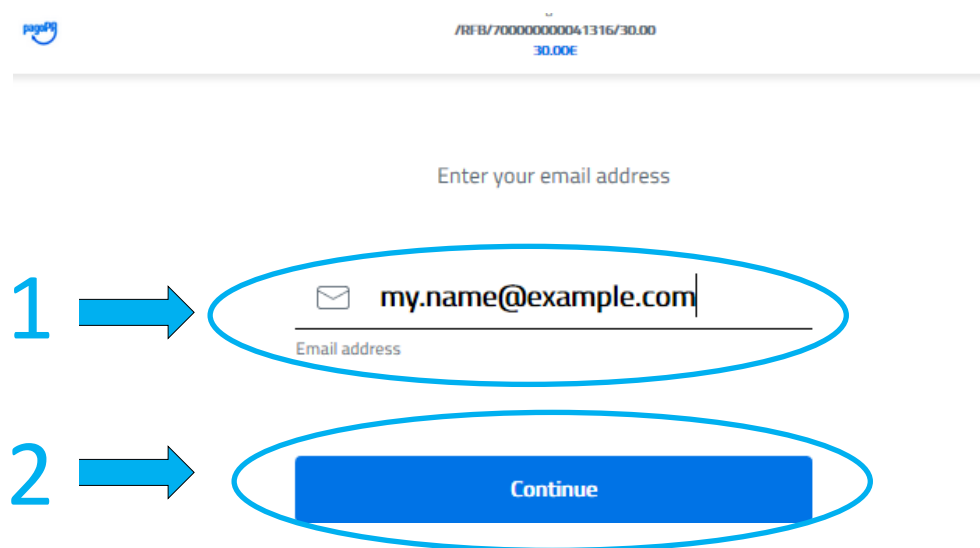 pagoPA
/RFB/700000000041316/30.00
30.00€
Enter your email address
1
my.name@example.com
Email address
2
Continue